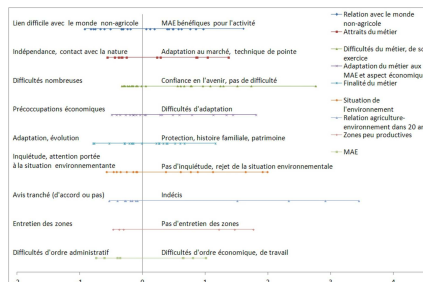 Lien difficile avec le monde non-agricole
MAE bénéfiques pour l'activité
Indépendance, contact avec la nature
Adaptation au marché, technique de pointe
Difficultés nombreuses
Confiance en l'avenir, pas de difficulté
Préoccupations économiques
Difficultés d'adaptation
Adaptation, évolution
Protection, histoire familiale, patrimoine
Inquiétude, attention portée
à la situation environnementante
Pas d'inquiétude, rejet de la situation environnementale
Avis tranché (d'accord ou pas)
Indécis
Entretien des zones
Pas d'entretien des zones
Difficultés d'ordre administratif
Difficultés d'ordre économique, de travail
-2 -1 0 1 2 3 4
Relation avec le monde
non-agricole
Attraits du métier
Difficultés du métier, de so
exercice
Adaptation du métier aux
MAE et aspect économique
Finalité du métier
Situation de
l'environnement
Relation agriculture-
environnement dans 20 an
Zones peu productives
MAE